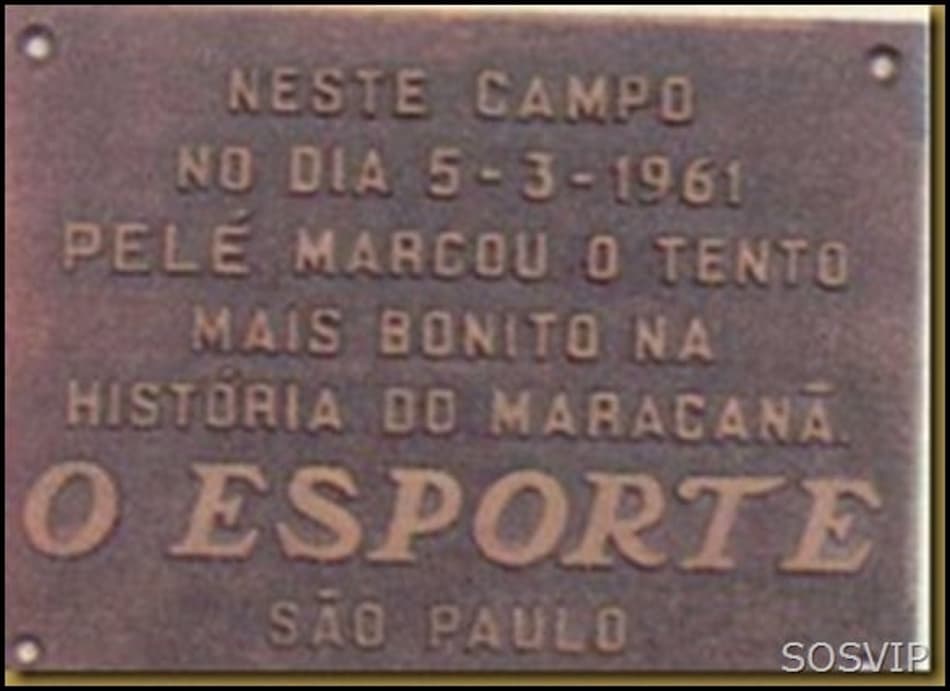 NESTE CAMPO
NO DIA 5-3-1961
PELÉ MARCOU O TENTO
MAIS BONITO NA
HISTÓRIA DO MARACANÃ.
O ESPORTE
SÃO PAULO
SOSVIP